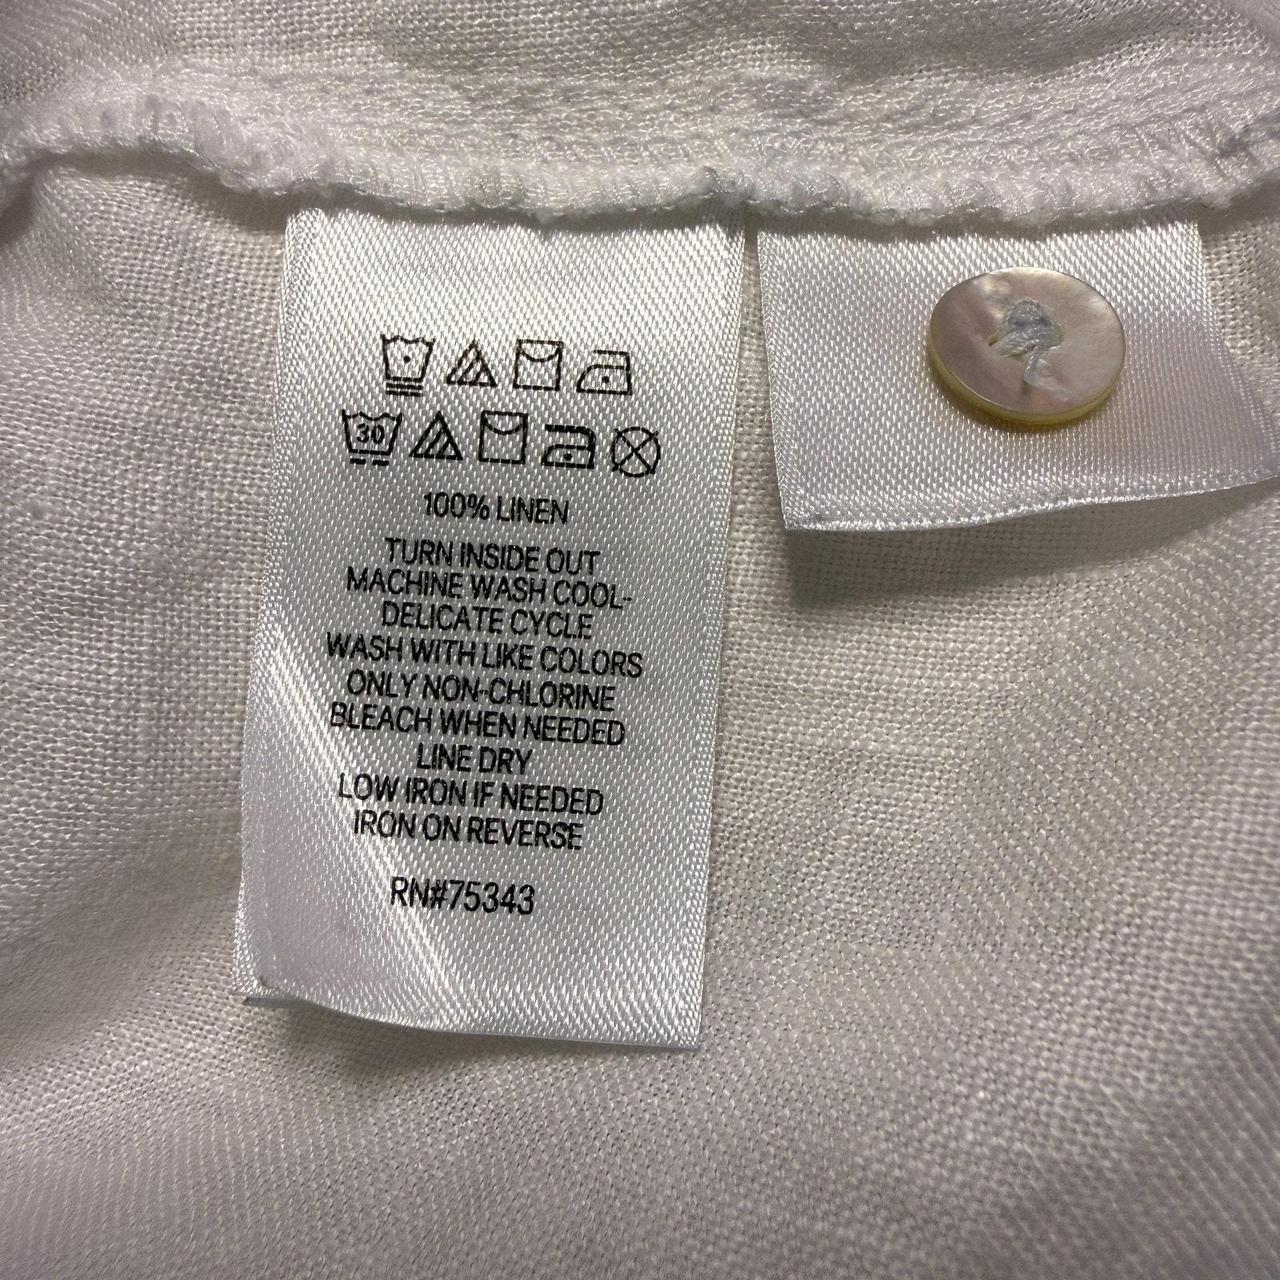 30
100% LINEN
TURN INSIDE OUT
MACHINE WASH COOL-
DELICATE CYCLE
WASH WITH LIKE COLORS
ONLY NON-CHLORINE
BLEACH WHEN NEEDED
LINE DRY
LOW IRON IF NEEDED
IRON ON REVERSE
RN#75343